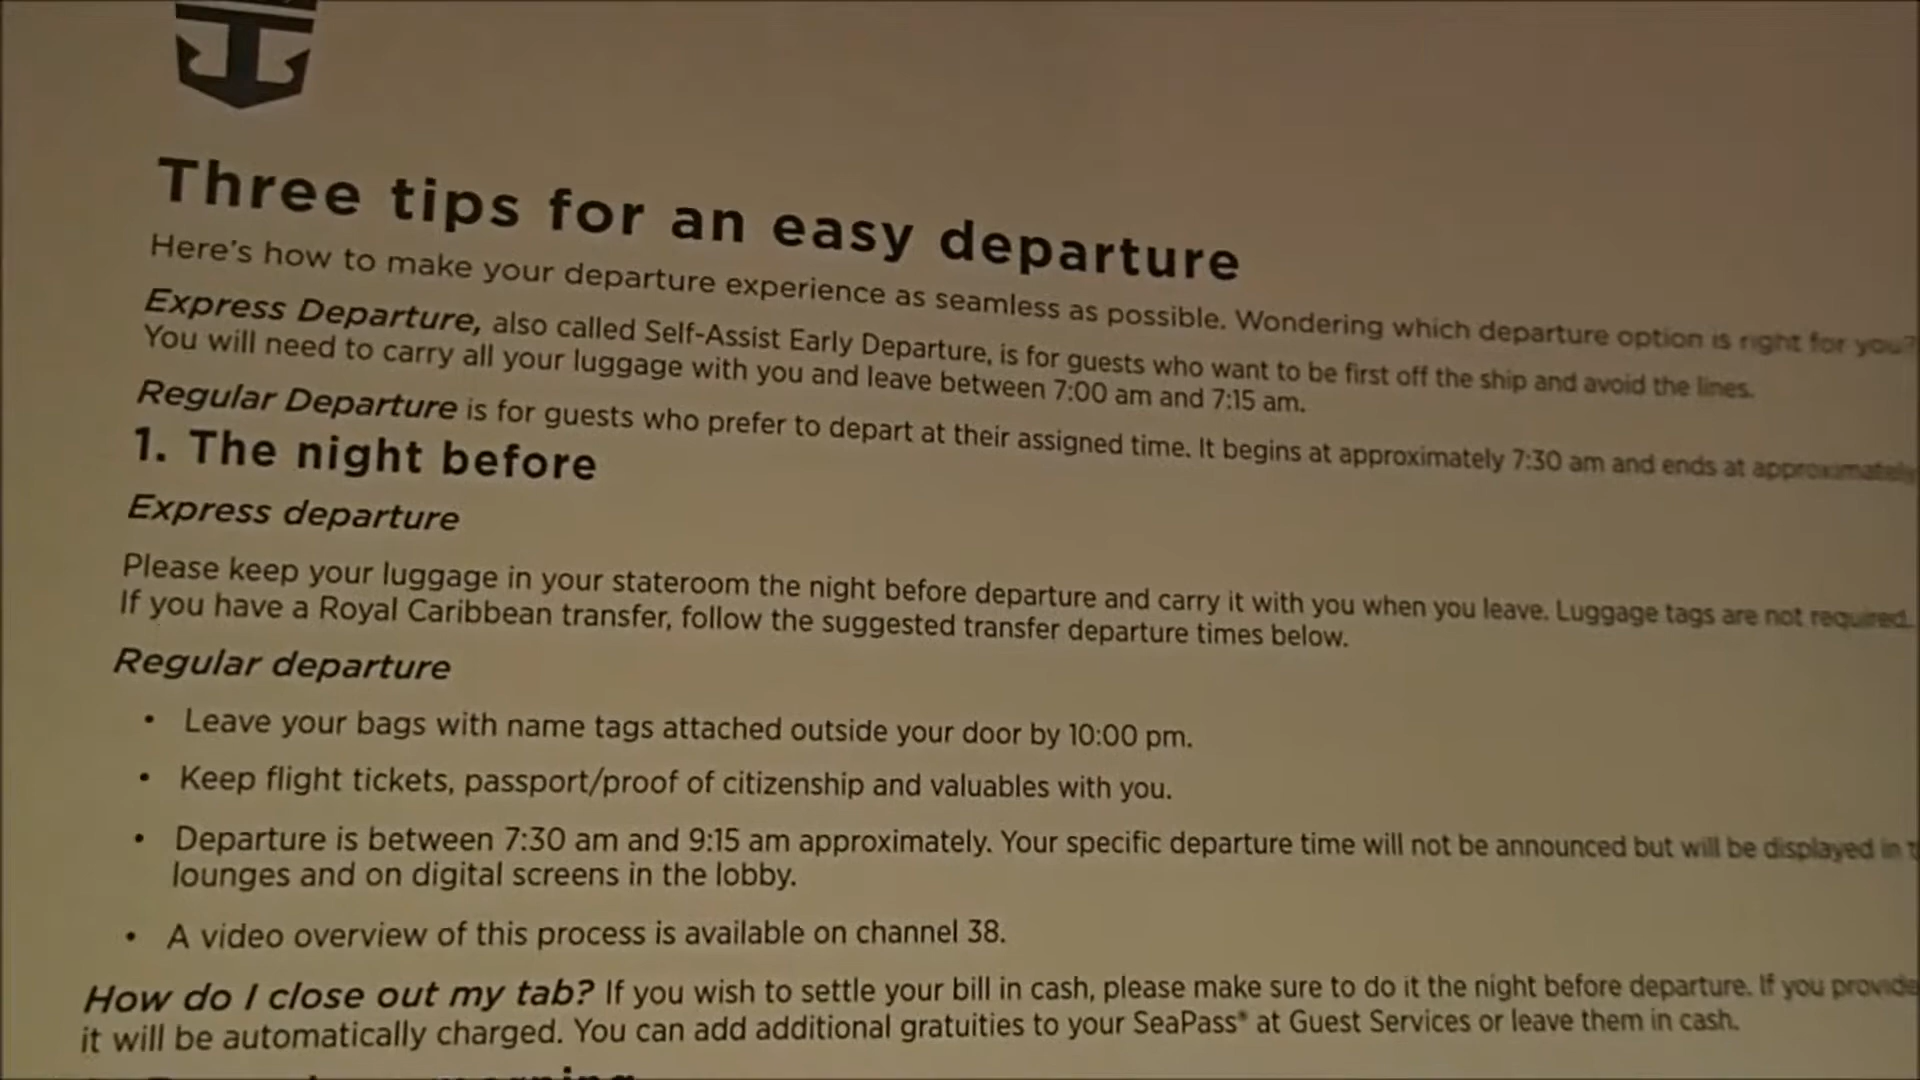 Three tips for an easy departure
Here's how to make your departure experience as seamless as possible. Wondering which departure option is right for you?
Express Departure, also called Self-Assist Early Departure, is for guests who want to be first off the ship and avoid the lines.
You will need to carry all your luggage with you and leave between 7:00 am and 7:15 am.
Regular Departure is for guests who prefer to depart at their assigned time. It begins at approximately 7:30 am and ends at approximately
1. The night before
Express departure
Please keep your luggage in your stateroom the night before departure and carry it with you when you leave. Luggage tags are not required.
If you have a Royal Caribbean transfer, follow the suggested transfer departure times below.
Regular departure
• Leave your bags with name tags attached outside your door by 10:00 pm.
• Keep flight tickets, passport/proof of citizenship and valuables with you.
• Departure is between 7:30 am and 9:15 am approximately. Your specific departure time will not be announced but will be displayed in
lounges and on digital screens in the lobby.
• A video overview of this process is available on channel 38.
How do I close out my tab? If you wish to settle your bill in cash, please make sure to do it the night before departure. If you provide
it will be automatically charged. You can add additional gratuities to your SeaPass® at Guest Services or leave them in cash.